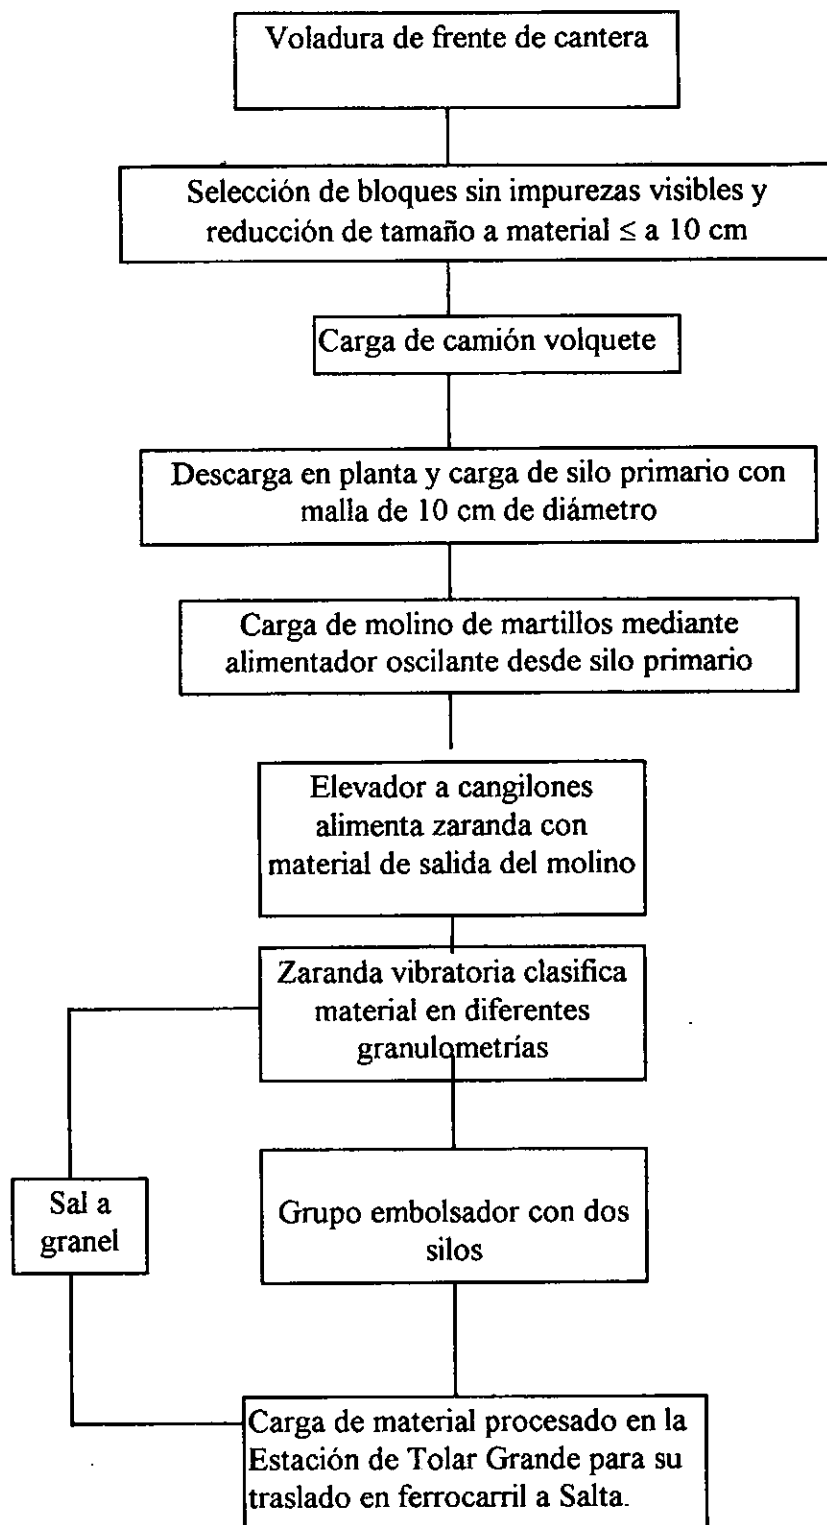 Voladura de frente de cantera
Selección de bloques sin impurezas visibles y
reducción de tamaño a material ≤ a 10 cm
Carga de camión volquete
Descarga en planta y carga de silo primario con
malla de 10 cm de diámetro
Carga de molino de martillos mediante
alimentador oscilante desde silo primario
Elevador a cangilones
alimenta zaranda con
material de salida del molino
Zaranda vibratoria clasifica
material en diferentes
granulometrías
Sal a
granel
Grupo embolsador con dos
silos
Carga de material procesado en la
Estación de Tolar Grande para su
traslado en ferrocarril a Salta.